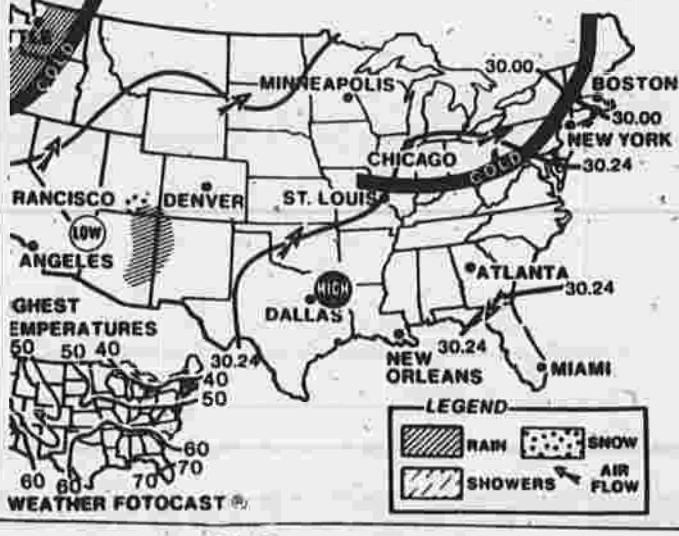 COLD
MINNEAPOLIS
30.00
BOSTON
30.00
NEW YORK
30.24
CHICAGO
COLD
RANCISCO
DENVER
ST. LOUIS
LOW
ANGELES
ATLANTA
HIGH
30.24
DALLAS
GHEST
EMPERATURES
50 50 40
30.24
40
50
30.24
NEW
ORLEANS
MIAMI
LEGEND
RAIN
SNOW
SHOWERS
AIR
FLOW
60
70
60 60 70
WEATHER FOTOCAST ®